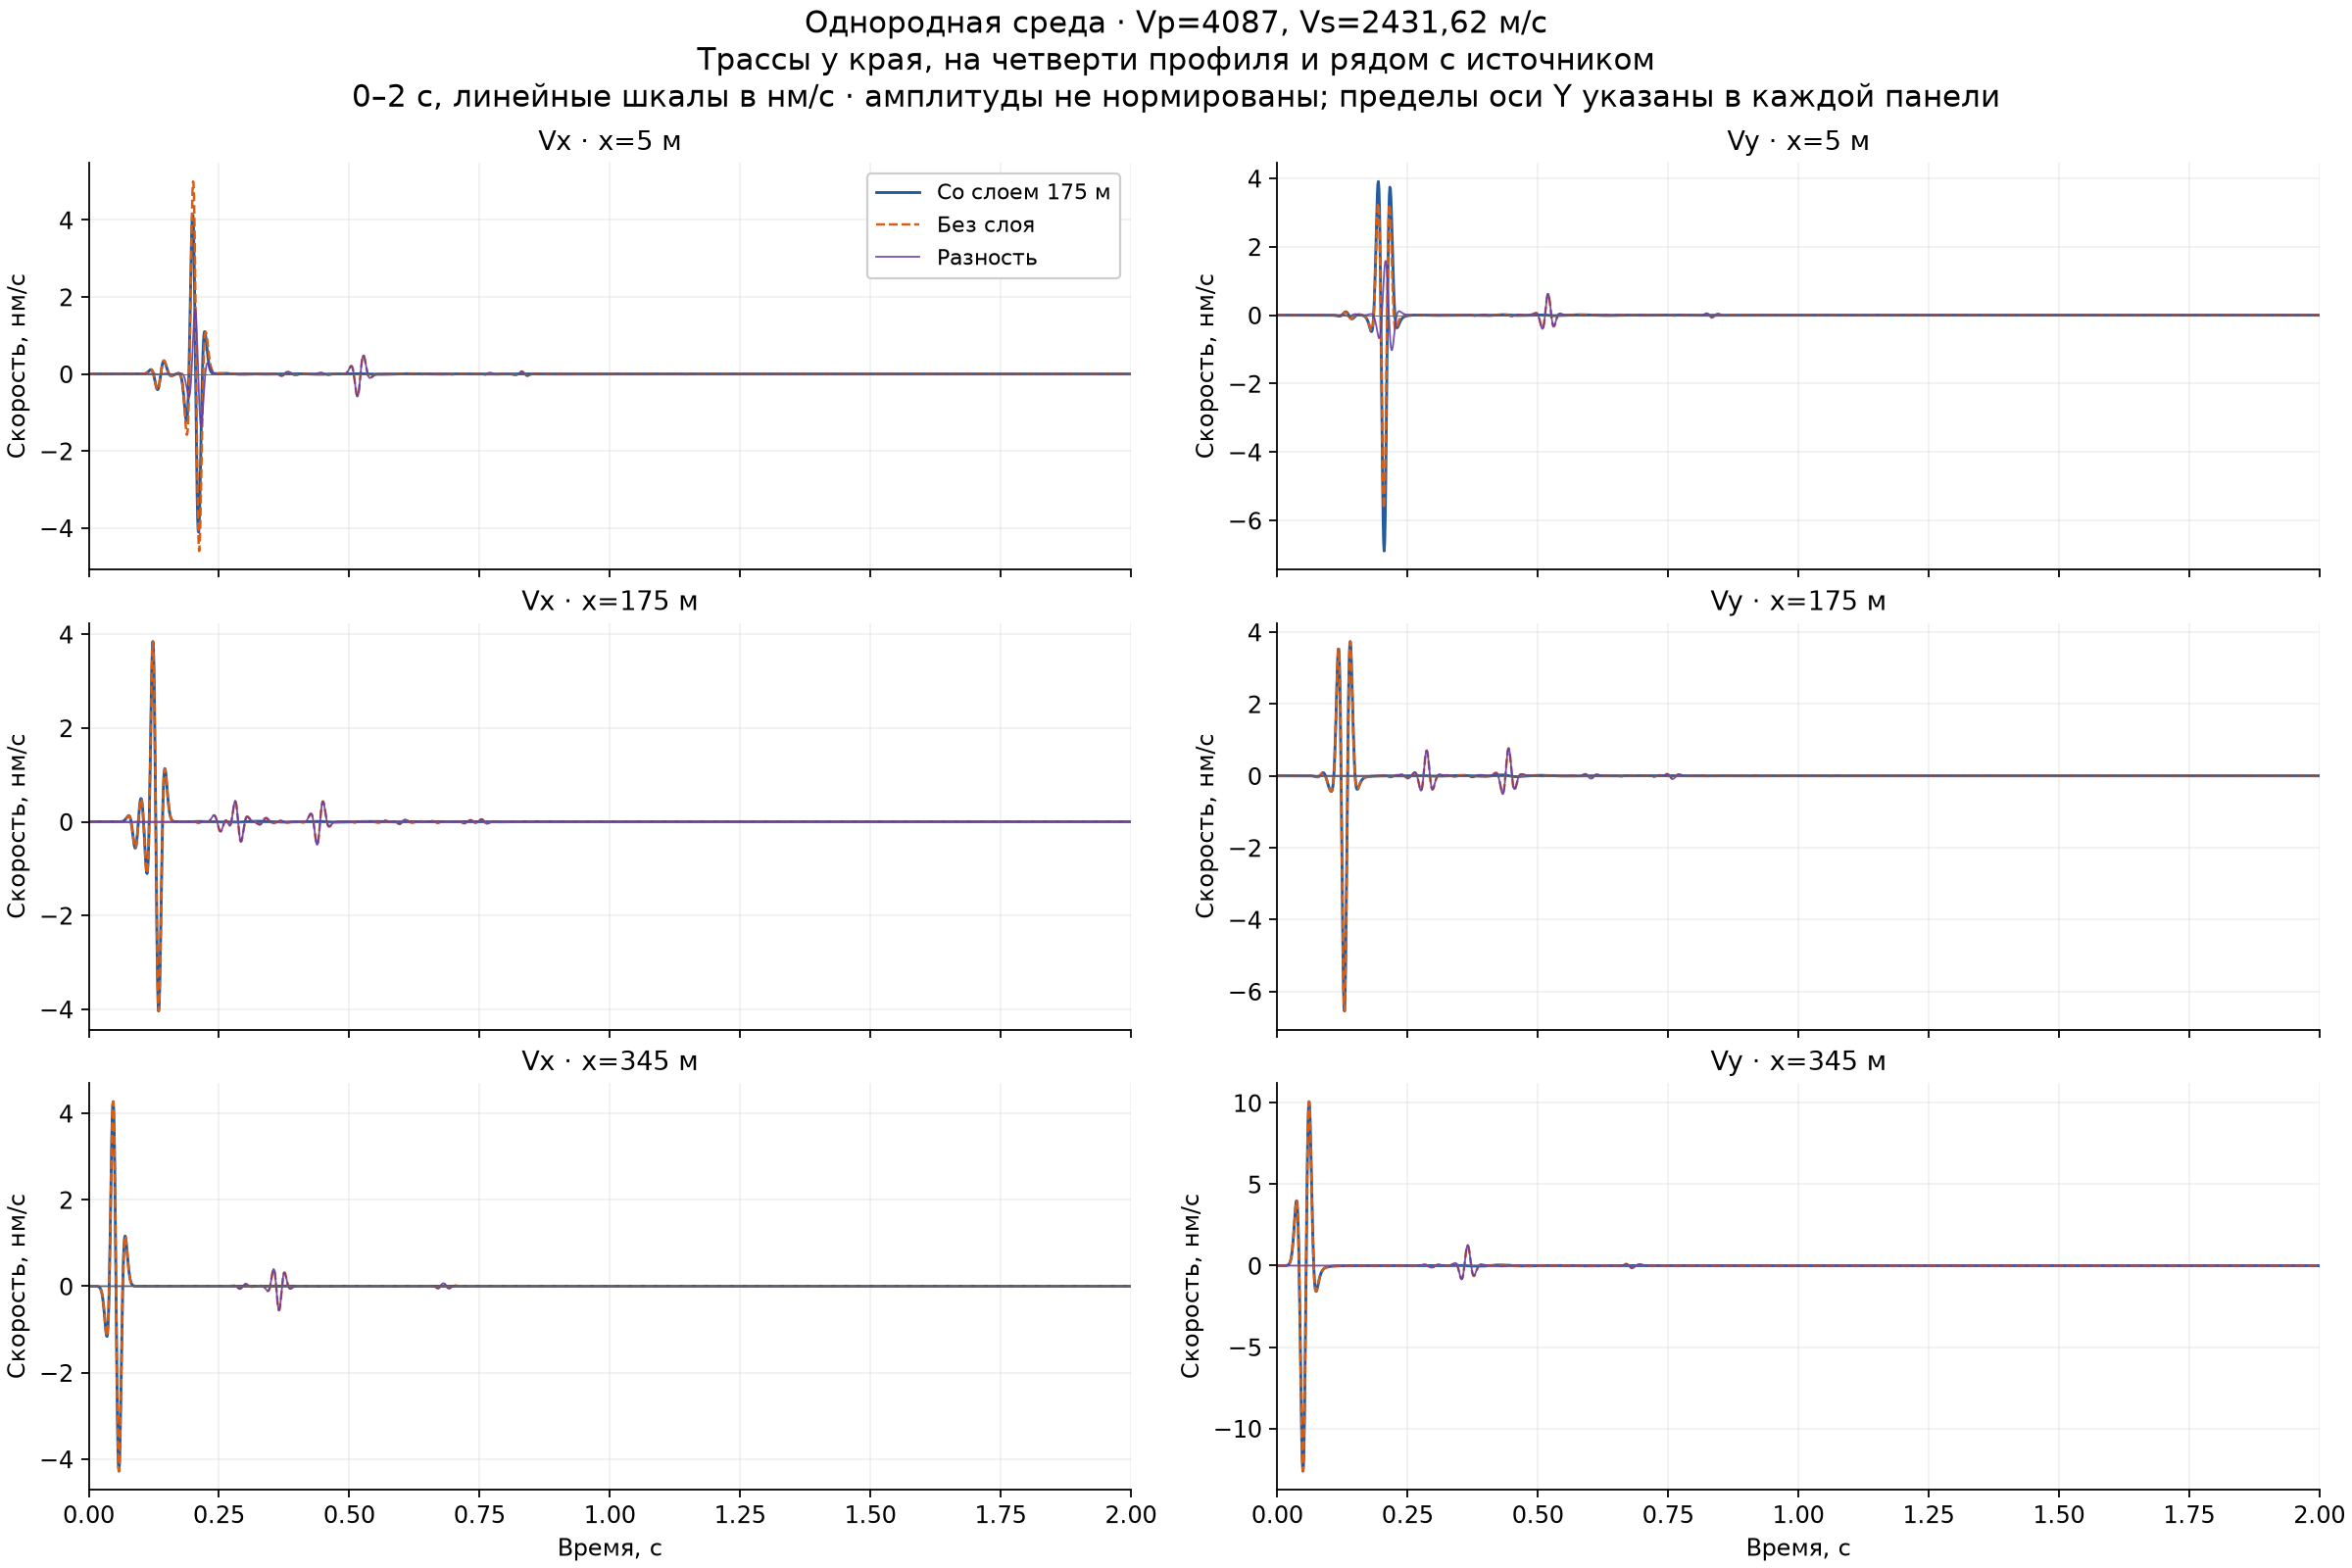 Однородная среда · Vp=4087, Vs=2431,62 м/с
Трассы у края, на четверти профиля и рядом с источником
0–2 с, линейные шкалы в нм/с · амплитуды не нормированы; пределы оси Y указаны в каждой панели
Vx · x=5 м
Скорость, нм/с
4
2
0
−2
−4
Со слоем 175 м
Без слоя
Разность
Vy · x=5 м
Скорость, нм/с
4
2
0
−2
−4
−6
Vx · x=175 м
Скорость, нм/с
4
2
0
−2
−4
Vy · x=175 м
Скорость, нм/с
4
2
0
−2
−4
−6
Vx · x=345 м
Скорость, нм/с
4
2
0
−2
−4
0.00 0.25 0.50 0.75 1.00 1.25 1.50 1.75 2.00
Время, с
Vy · x=345 м
Скорость, нм/с
10
5
0
−5
−10
0.00 0.25 0.50 0.75 1.00 1.25 1.50 1.75 2.00
Время, с